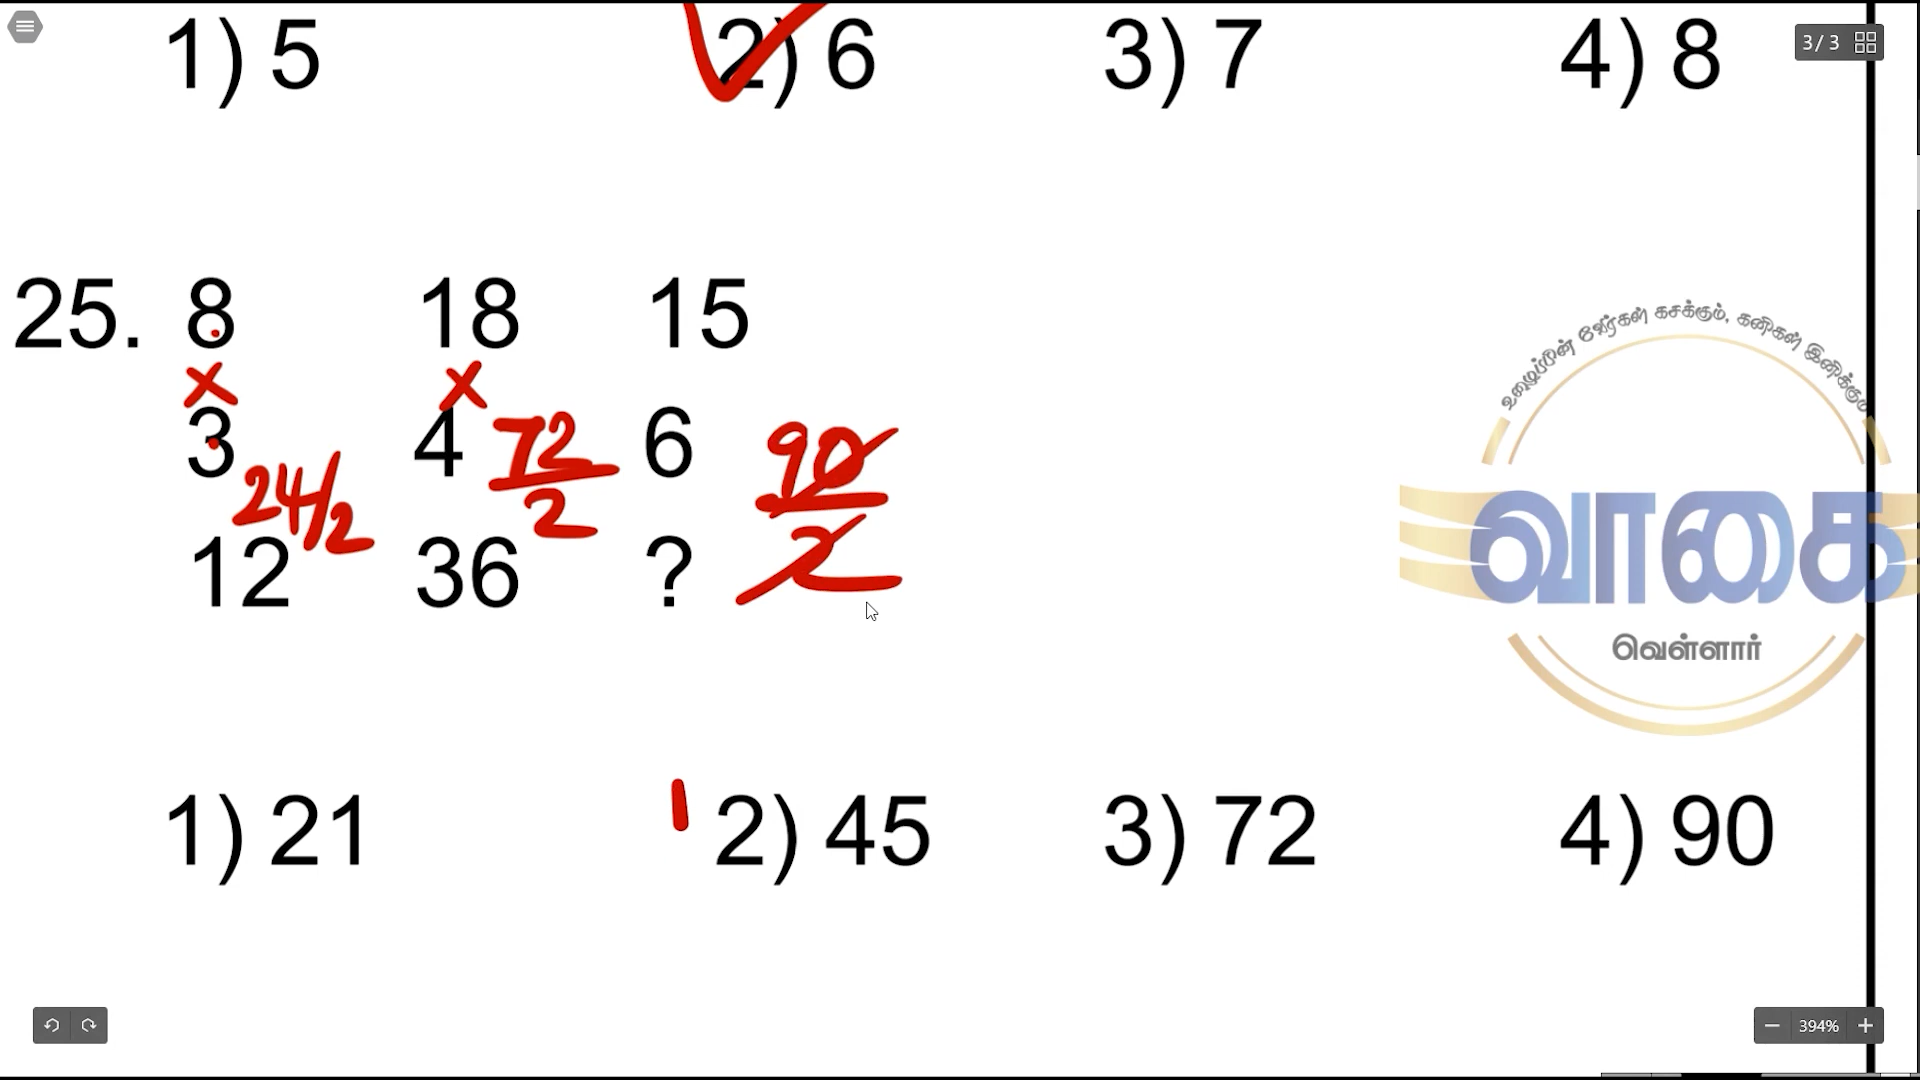 1) 5 2) 6 3) 7 4) 8
3/3
25. 8 18 15
x x
3 4 6
24/2 72/2 90/2
12 36 ?
உழைப்பின் வேர்கள் கசக்கும், கனிகள் இனிக்கும்
வாகை
வெள்ளார்
1) 21 2) 45 3) 72 4) 90
394%